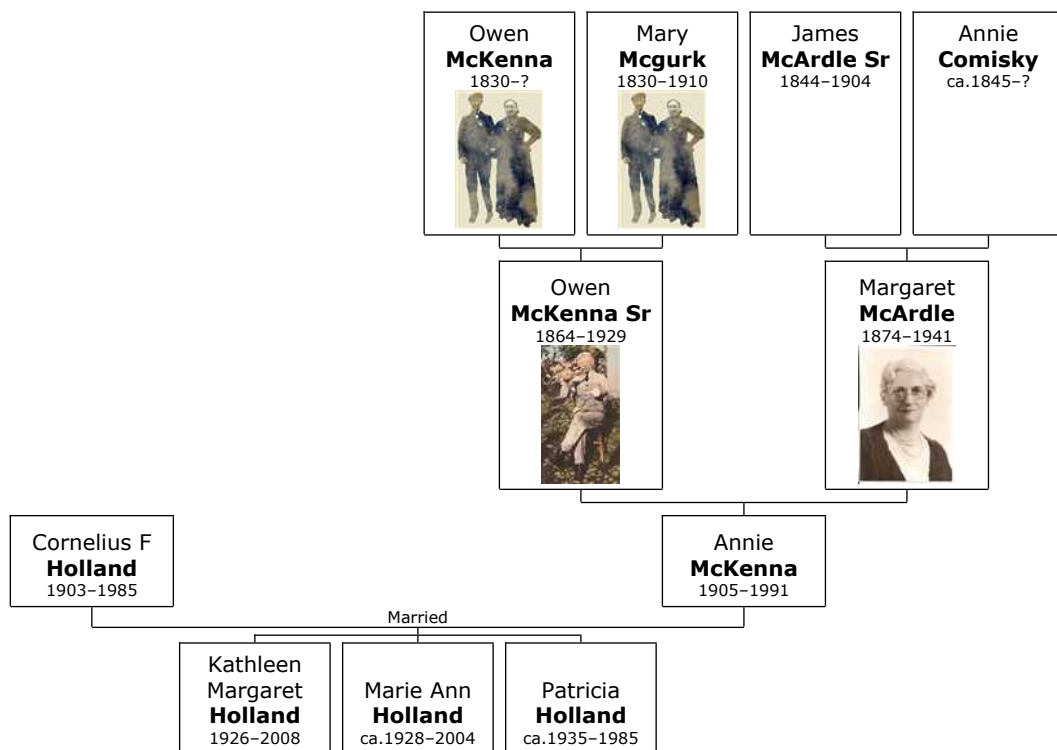 Owen
McKenna
1830–?
Mary
Mcgurk
1830–1910
James
McArdle Sr
1844–1904
Annie
Comisky
ca.1845–?
Owen
McKenna Sr
1864–1929
Margaret
McArdle
1874–1941
Cornelius F
Holland
1903–1985
Annie
McKenna
1905–1991
Married
Kathleen
Margaret
Holland
1926–2008
Marie Ann
Holland
ca.1928–2004
Patricia
Holland
ca.1935–1985